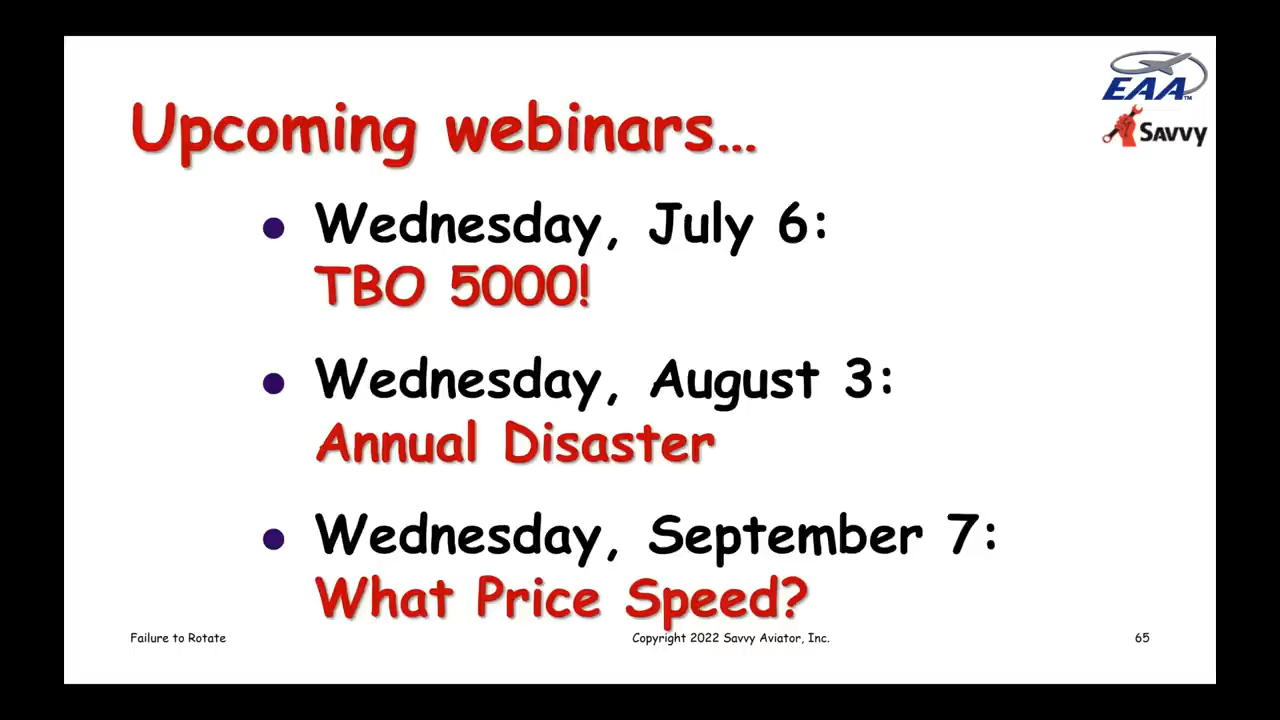 EAA™
SAVVY
Upcoming webinars…
• Wednesday, July 6:
TBO 5000!
• Wednesday, August 3:
Annual Disaster
• Wednesday, September 7:
What Price Speed?
Failure to Rotate
Copyright 2022 Savvy Aviator, Inc.
65